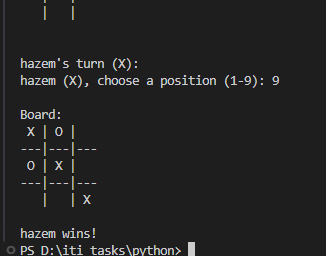 |   |

hazem's turn (X):
hazem (X), choose a position (1-9): 9

Board:
 X | O |
---|---|---
 O | X |
---|---|---
   |   | X

hazem wins!
PS D:\iti tasks\python>